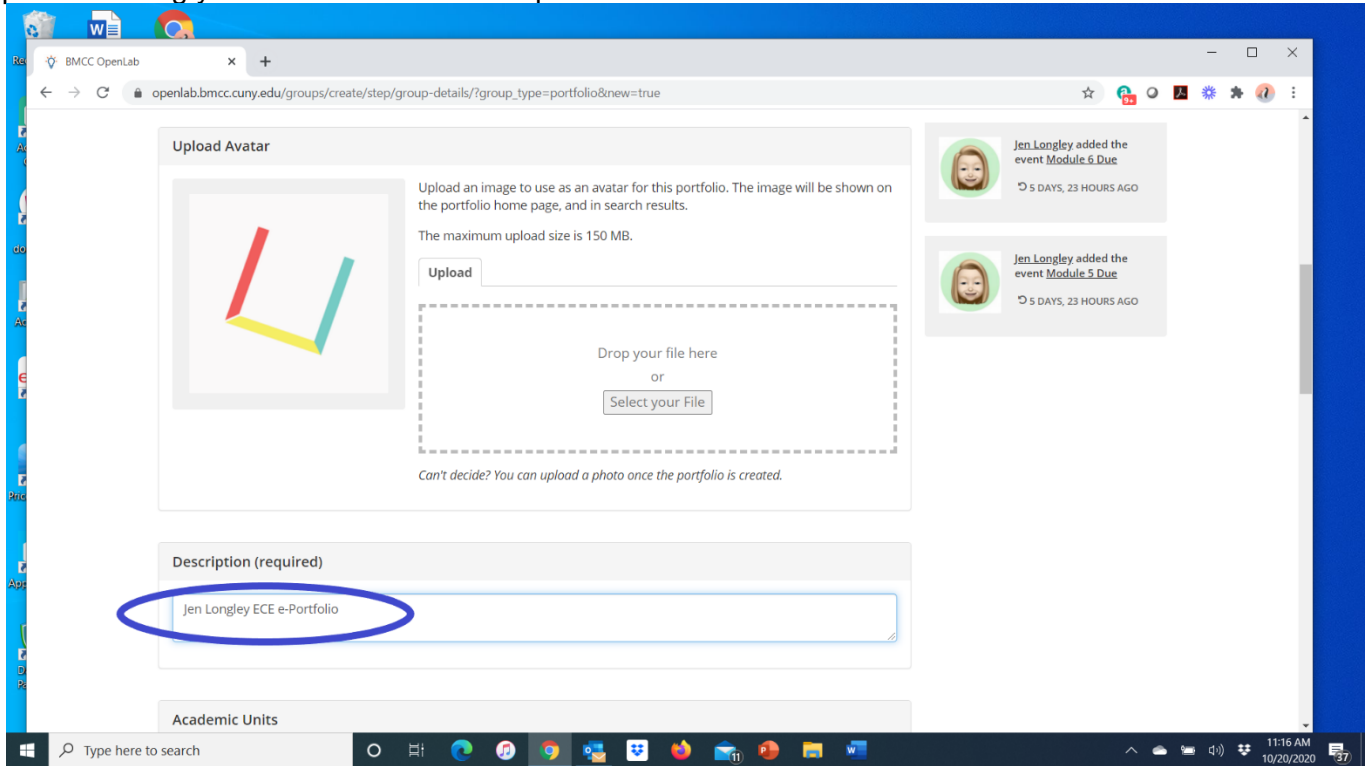 BMCC OpenLab
openlab.bmcc.cuny.edu/groups/create/step/group-details/?group_type=portfolio&new=true
9+
Upload Avatar
Upload an image to use as an avatar for this portfolio. The image will be shown on
the portfolio home page, and in search results.
The maximum upload size is 150 MB.
Upload
Drop your file here
or
Select your File
Can't decide? You can upload a photo once the portfolio is created.
Jen Longley added the
event Module 6 Due
5 DAYS, 23 HOURS AGO
Jen Longley added the
event Module 5 Due
5 DAYS, 23 HOURS AGO
Description (required)
Jen Longley ECE e-Portfolio
Academic Units
Type here to search
11
11:16 AM
10/20/2020
37